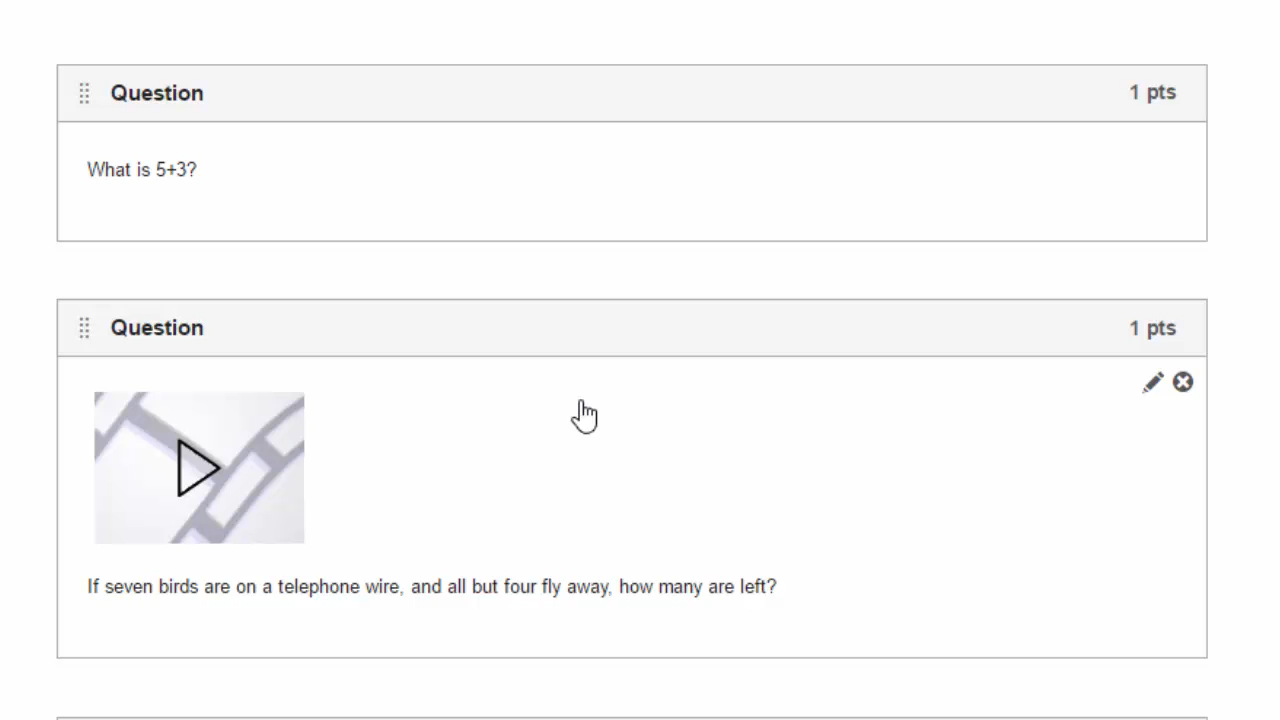 Question
1 pts
What is 5+3?
Question
1 pts
If seven birds are on a telephone wire, and all but four fly away, how many are left?